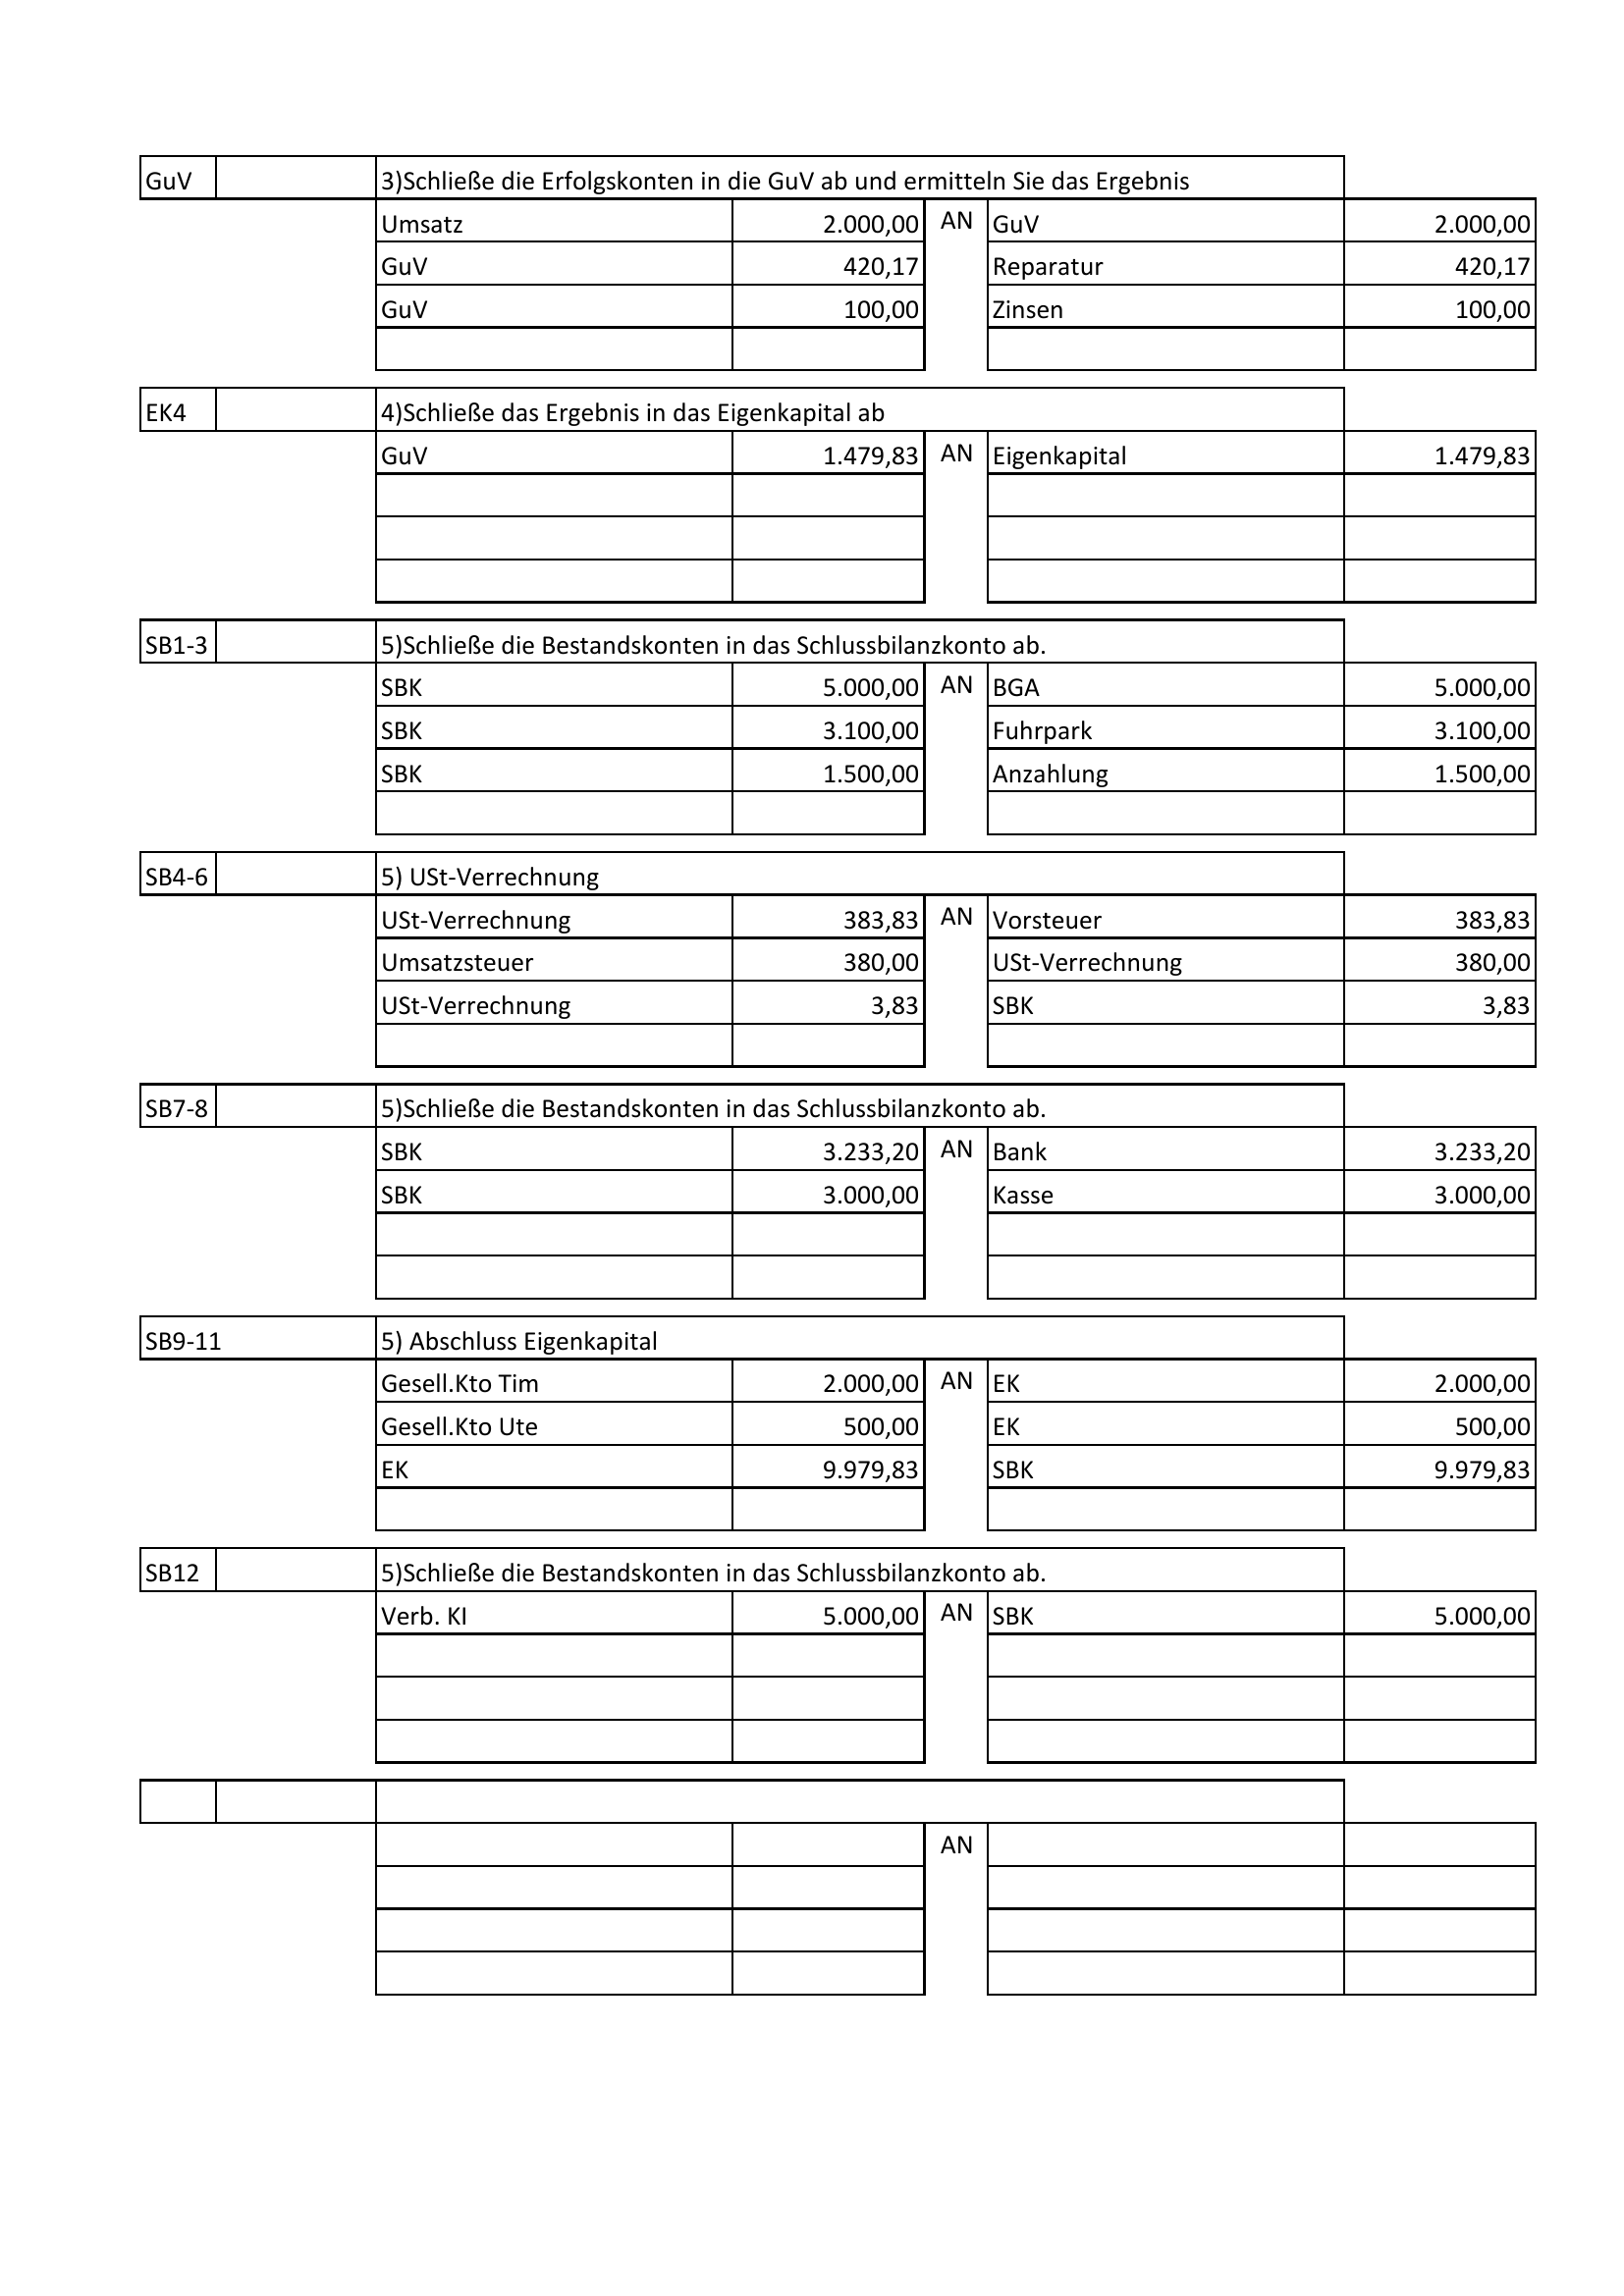 GuV 3)Schließe die Erfolgskonten in die GuV ab und ermitteln Sie das Ergebnis
Umsatz 2.000,00 AN GuV 2.000,00
GuV 420,17 Reparatur 420,17
GuV 100,00 Zinsen 100,00
EK4 4)Schließe das Ergebnis in das Eigenkapital ab
GuV 1.479,83 AN Eigenkapital 1.479,83
SB1-3 5)Schließe die Bestandskonten in das Schlussbilanzkonto ab.
SBK 5.000,00 AN BGA 5.000,00
SBK 3.100,00 Fuhrpark 3.100,00
SBK 1.500,00 Anzahlung 1.500,00
SB4-6 5) USt-Verrechnung
USt-Verrechnung 383,83 AN Vorsteuer 383,83
Umsatzsteuer 380,00 USt-Verrechnung 380,00
USt-Verrechnung 3,83 SBK 3,83
SB7-8 5)Schließe die Bestandskonten in das Schlussbilanzkonto ab.
SBK 3.233,20 AN Bank 3.233,20
SBK 3.000,00 Kasse 3.000,00
SB9-11 5) Abschluss Eigenkapital
Gesell.Kto Tim 2.000,00 AN EK 2.000,00
Gesell.Kto Ute 500,00 EK 500,00
EK 9.979,83 SBK 9.979,83
SB12 5)Schließe die Bestandskonten in das Schlussbilanzkonto ab.
Verb. KI 5.000,00 AN SBK 5.000,00
AN